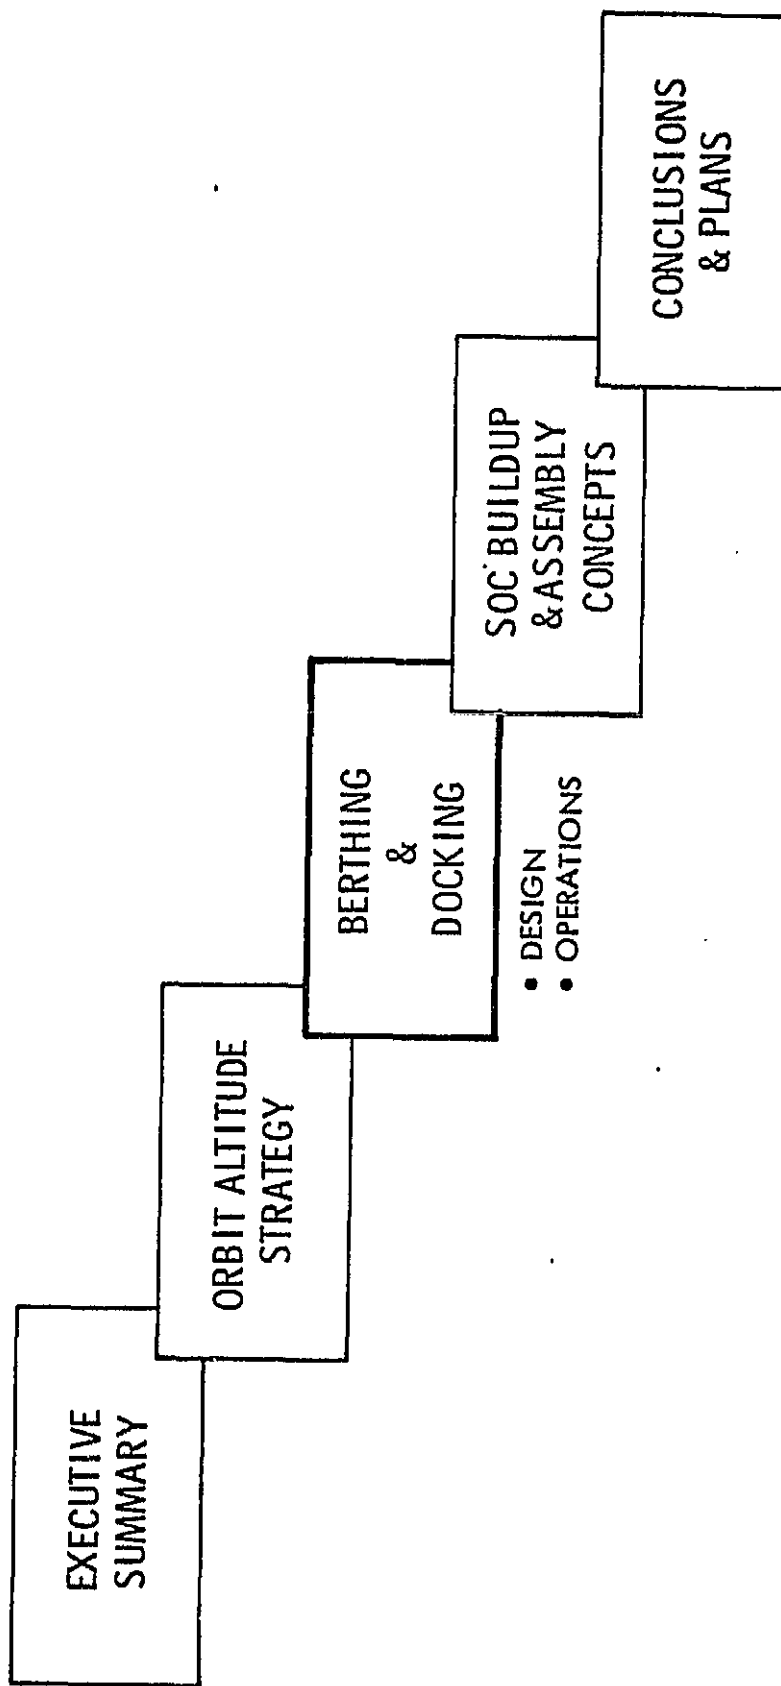 EXECUTIVE
SUMMARY
ORBIT ALTITUDE
STRATEGY
BERTHING
&
DOCKING
• DESIGN
• OPERATIONS
SOC BUILDUP
& ASSEMBLY
CONCEPTS
CONCLUSIONS
& PLANS